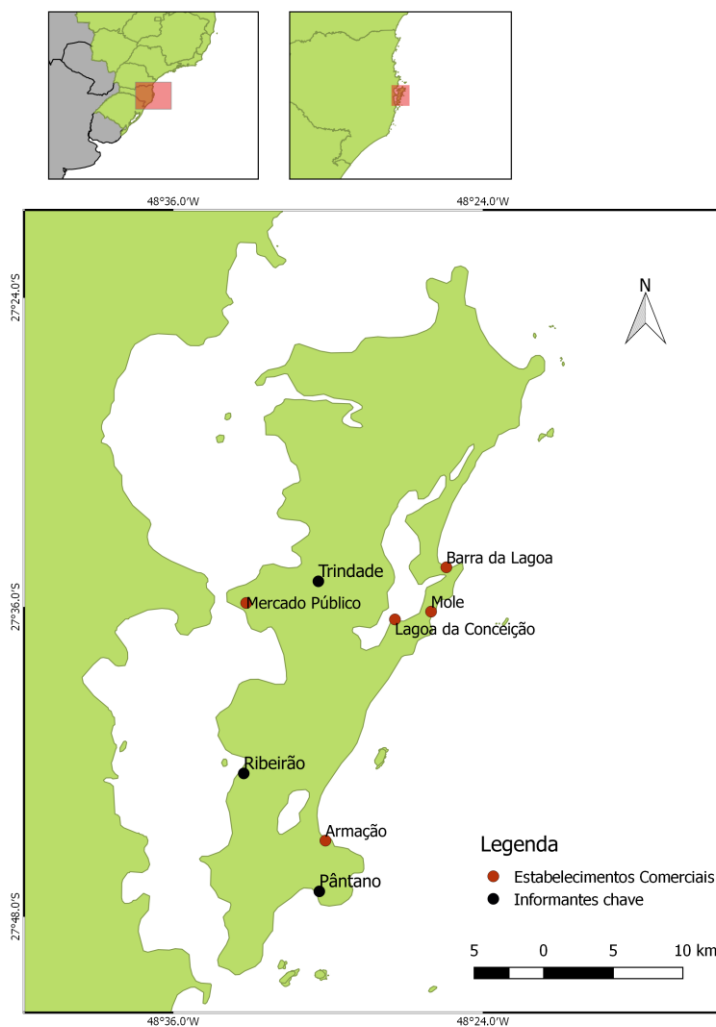 48°36.0'W
48°24.0'W
27°24.0'S
N
Barra da Lagoa
Trindade
Mercado Público
Mole
27°36.0'S
Lagoa da Conceição
Ribeirão
Armação
Legenda
Pântano
Estabelecimentos Comerciais
Informantes chave
27°48.0'S
5 0 5 10 km
48°36.0'W
48°24.0'W